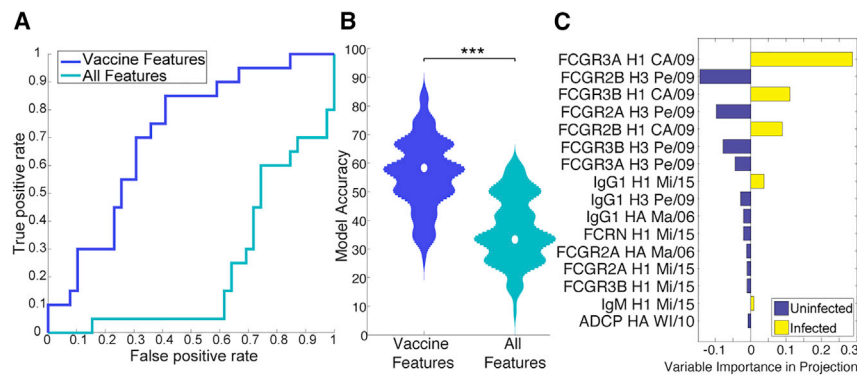 A
Vaccine Features
All Features
True positive rate
1
0.9
0.8
0.7
0.6
0.5
0.4
0.3
0.2
0.1
0
0 0.1 0.2 0.3 0.4 0.5 0.6 0.7 0.8 0.9 1
False positive rate
B
***
Model Accuracy
100
90
80
70
60
50
40
30
20
10
0
Vaccine Features
All Features
C
FCGR3A H1 CA/09
FCGR2B H3 Pe/09
FCGR3B H1 CA/09
FCGR2A H3 Pe/09
FCGR2B H1 CA/09
FCGR3B H3 Pe/09
FCGR3A H3 Pe/09
IgG1 H1 Mi/15
IgG1 H3 Pe/09
IgG1 HA Ma/06
FCRN H1 Mi/15
FCGR2A HA Ma/06
FCGR2A H1 Mi/15
FCGR3B H1 Mi/15
IgM H1 Mi/15
ADCP HA WI/10
Uninfected
Infected
-0.1 0 0.1 0.2 0.3
Variable Importance in Projection